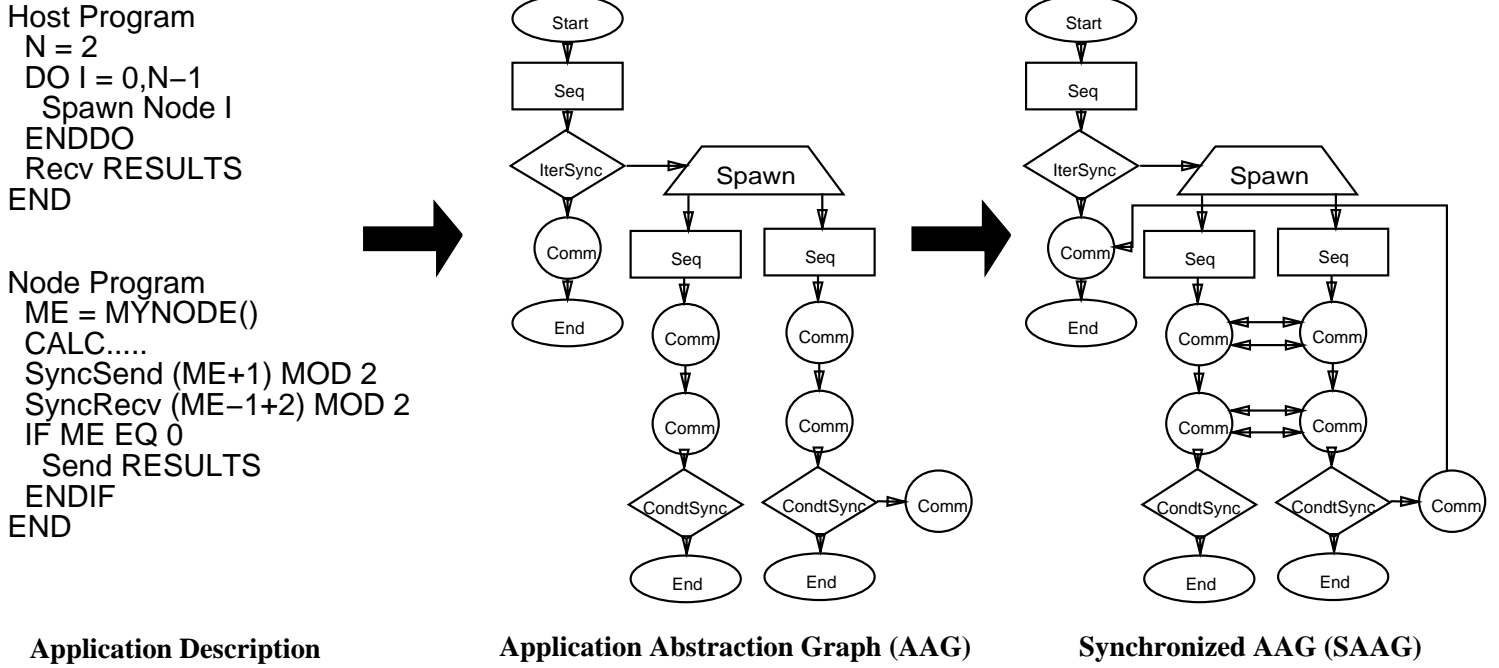 Host Program
N = 2
DO I = 0,N−1
Spawn Node I
ENDDO
Recv RESULTS
END
Node Program
ME = MYNODE()
CALC.....
SyncSend (ME+1) MOD 2
SyncRecv (ME−1+2) MOD 2
IF ME EQ 0
Send RESULTS
ENDIF
END
Application Description
Start
Seq
IterSync
Spawn
Comm
Seq
Seq
End
Comm
Comm
Comm
Comm
CondtSync
CondtSync
Comm
End
End
Application Abstraction Graph (AAG)
Start
Seq
IterSync
Spawn
Comm
Seq
Seq
End
Comm
Comm
Comm
Comm
CondtSync
CondtSync
Comm
End
End
Synchronized AAG (SAAG)